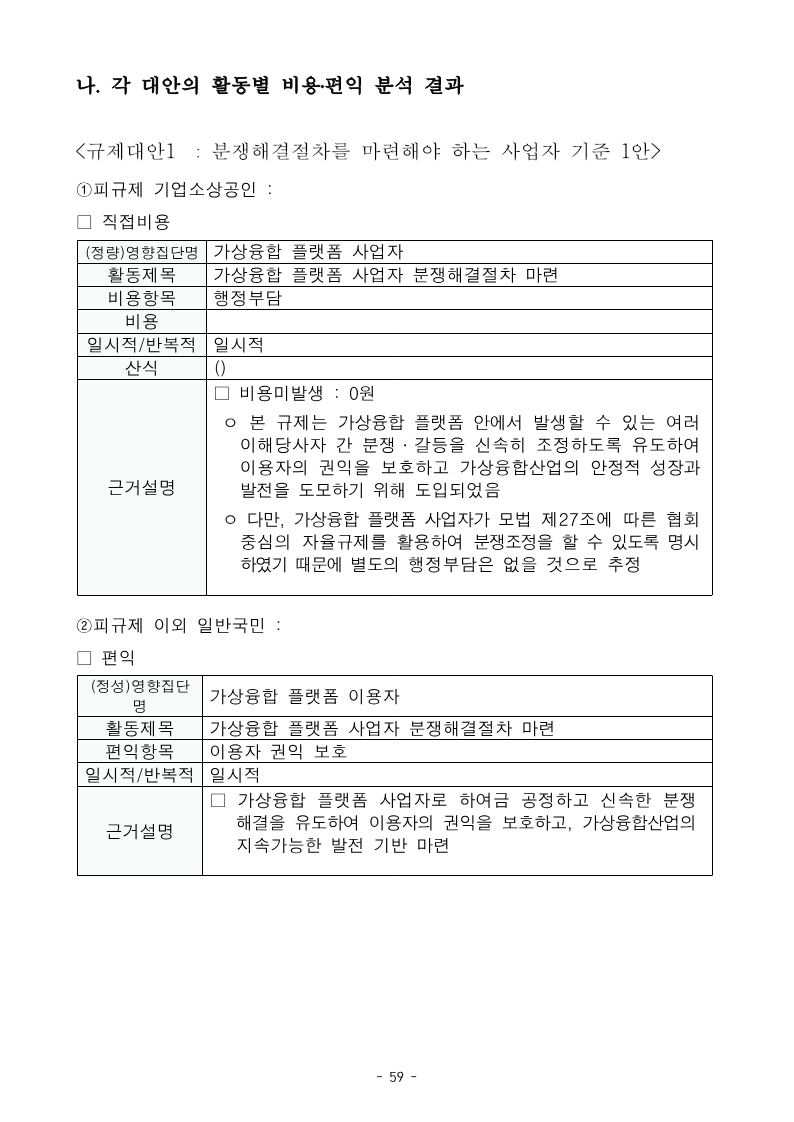 나. 각 대안의 활동별 비용·편익 분석 결과
<규제대안1 : 분쟁해결절차를 마련해야 하는 사업자 기준 1안>
①피규제 기업소상공인 :
□ 직접비용
(정량)영향집단명 가상융합 플랫폼 사업자
활동제목 가상융합 플랫폼 사업자 분쟁해결절차 마련
비용항목 행정부담
비용
일시적/반복적 일시적
산식 ()
□ 비용미발생 : 0원
ㅇ 본 규제는 가상융합 플랫폼 안에서 발생할 수 있는 여러
이해당사자 간 분쟁·갈등을 신속히 조정하도록 유도하여
이용자의 권익을 보호하고 가상융합산업의 안정적 성장과
근거설명 발전을 도모하기 위해 도입되었음
ㅇ 다만, 가상융합 플랫폼 사업자가 모법 제27조에 따른 협회
중심의 자율규제를 활용하여 분쟁조정을 할 수 있도록 명시
하였기 때문에 별도의 행정부담은 없을 것으로 추정
②피규제 이외 일반국민 :
□ 편익
(정성)영향집단
명 가상융합 플랫폼 이용자
활동제목 가상융합 플랫폼 사업자 분쟁해결절차 마련
편익항목 이용자 권익 보호
일시적/반복적 일시적
□ 가상융합 플랫폼 사업자로 하여금 공정하고 신속한 분쟁
근거설명 해결을 유도하여 이용자의 권익을 보호하고, 가상융합산업의
지속가능한 발전 기반 마련
- 59 -